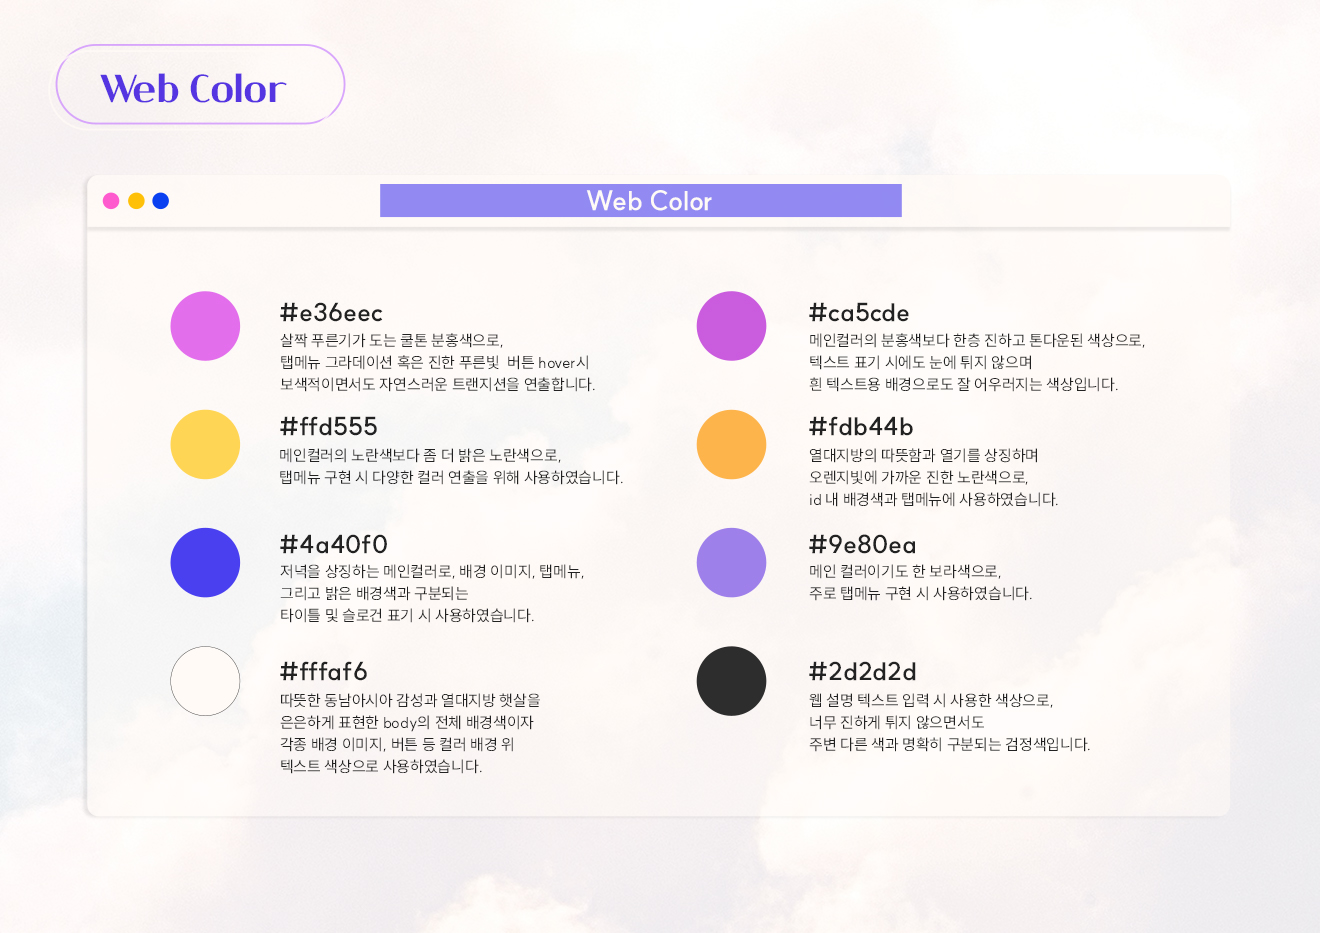 Web Color
Web Color
#e36eec
살짝 푸른기가 도는 쿨톤 분홍색으로,
탭메뉴 그라데이션 혹은 진한 푸른빛 버튼 hover시
보색적이면서도 자연스러운 트랜지션을 연출합니다.
#ffd555
메인컬러의 노란색보다 좀 더 밝은 노란색으로,
탭메뉴 구현 시 다양한 컬러 연출을 위해 사용하였습니다.
#4a40f0
저녁을 상징하는 메인컬러로, 배경 이미지, 탭메뉴,
그리고 밝은 배경색과 구분되는
타이틀 및 슬로건 표기 시 사용하였습니다.
#fffaf6
따뜻한 동남아시아 감성과 열대지방 햇살을
은은하게 표현한 body의 전체 배경색이자
각종 배경 이미지, 버튼 등 컬러 배경 위
텍스트 색상으로 사용하였습니다.
#ca5cde
메인컬러의 분홍색보다 한층 진하고 톤다운된 색상으로,
텍스트 표기 시에도 눈에 튀지 않으며
흰 텍스트용 배경으로도 잘 어우러지는 색상입니다.
#fdb44b
열대지방의 따뜻함과 열기를 상징하며
오렌지빛에 가까운 진한 노란색으로,
id 내 배경색과 탭메뉴에 사용하였습니다.
#9e80ea
메인 컬러이기도 한 보라색으로,
주로 탭메뉴 구현 시 사용하였습니다.
#2d2d2d
웹 설명 텍스트 입력 시 사용한 색상으로,
너무 진하게 튀지 않으면서도
주변 다른 색과 명확히 구분되는 검정색입니다.